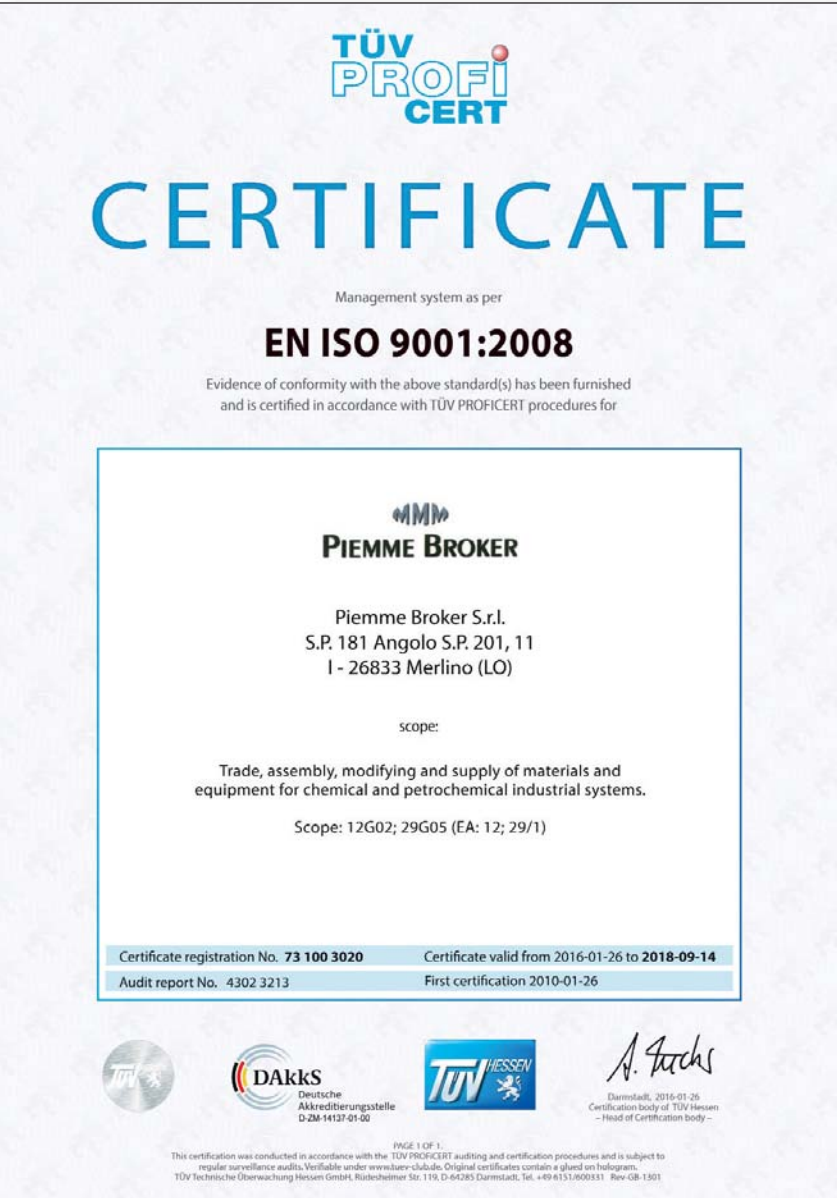 TÜV
PROFI
CERT
CERTIFICATE
Management system as per
EN ISO 9001:2008
Evidence of conformity with the above standard(s) has been furnished
and is certified in accordance with TÜV PROFICERT procedures for
MMM
PIEMME BROKER
Piemme Broker S.r.l.
S.P. 181 Angolo S.P. 201, 11
I - 26833 Merlino (LO)
scope:
Trade, assembly, modifying and supply of materials and
equipment for chemical and petrochemical industrial systems.
Scope: 12G02; 29G05 (EA: 12; 29/1)
Certificate registration No. 73 100 3020
Certificate valid from 2016-01-26 to 2018-09-14
Audit report No. 4302 3213
First certification 2010-01-26
TÜV
DAkkS
Deutsche
Akkreditierungsstelle
D-ZM-14137-01-00
TÜV HESSEN
A. Fuchs
Darmstadt, 2016-01-26
Certification body of TÜV Hessen
– Head of Certification body –
PAGE 1 OF 1.
This certification was conducted in accordance with the TÜV PROFICERT auditing and certification procedures and is subject to
regular surveillance audits. Verifiable under www.tuev-club.de. Original certificates contain a glued on hologram.
TÜV Technische Überwachung Hessen GmbH, Rüdesheimer Str. 119, D-64285 Darmstadt, Tel. +49 6151/600331 Rev-GB-1301